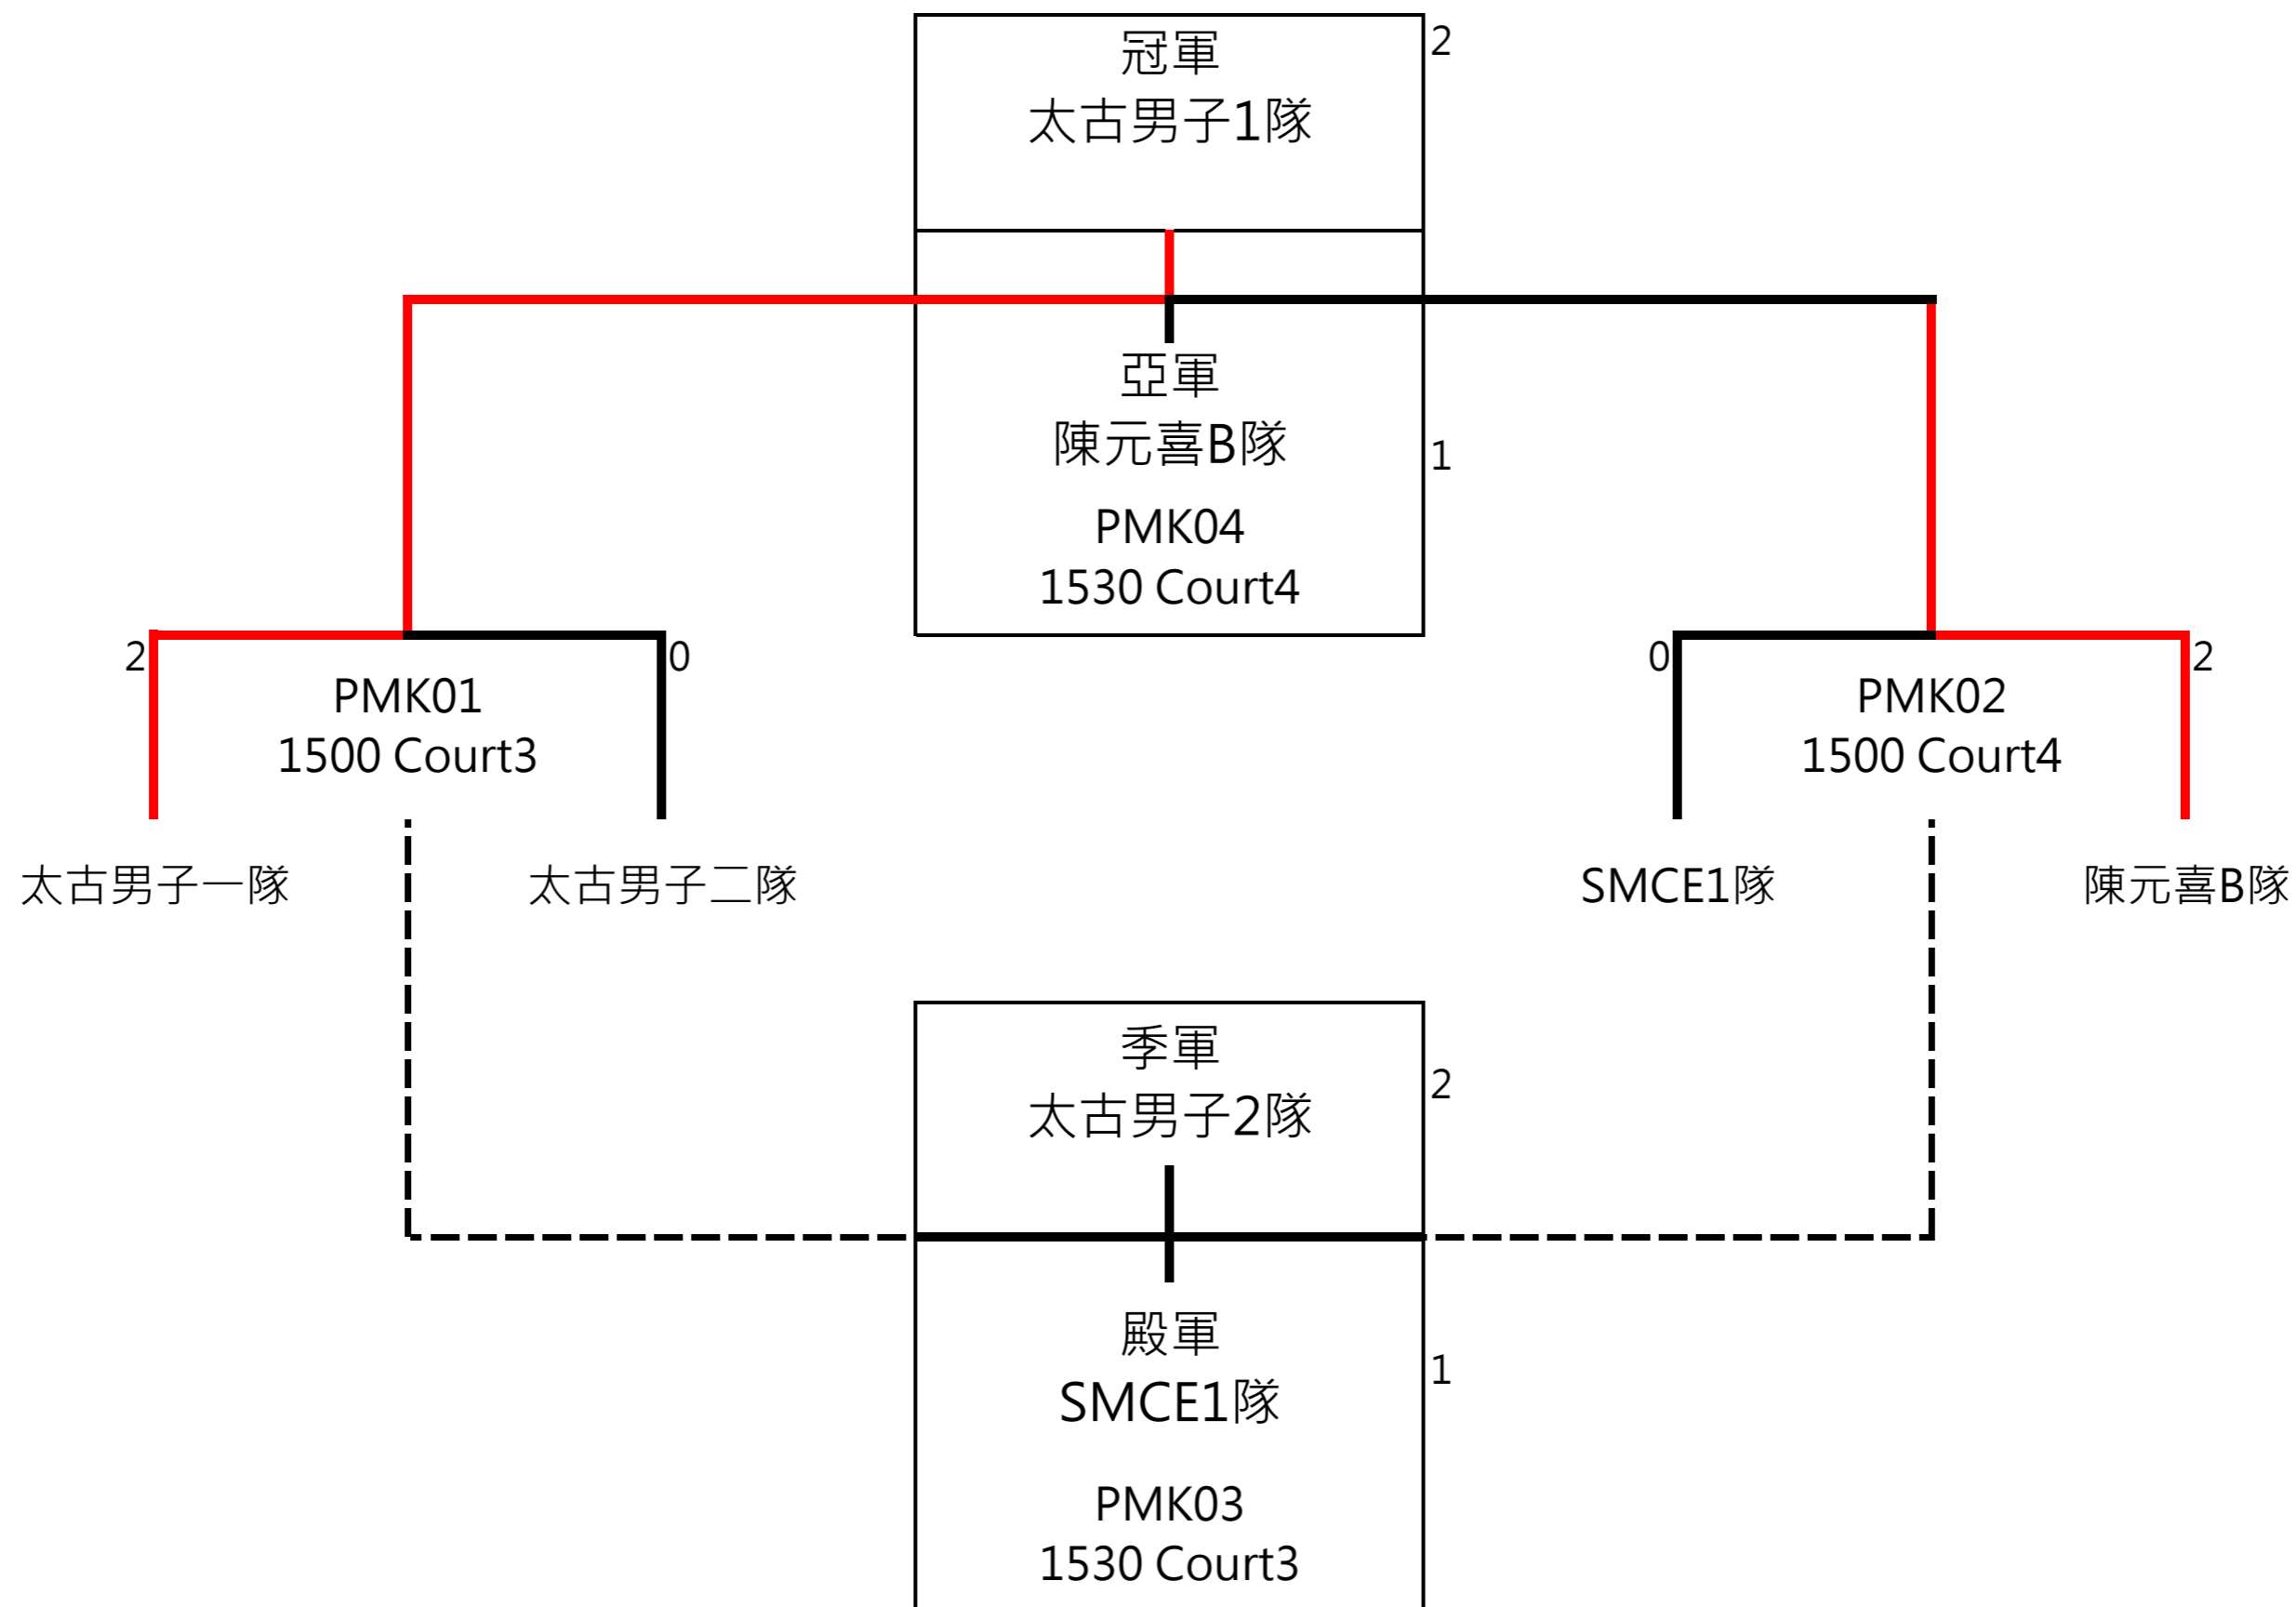 冠軍
2
太古男子1隊
亞軍
陳元喜B隊
1
PMK04
1530 Court4
2
0
PMK01
1500 Court3
0
2
PMK02
1500 Court4
太古男子一隊
太古男子二隊
SMCE1隊
陳元喜B隊
季軍
2
太古男子2隊
殿軍
1
SMCE1隊
PMK03
1530 Court3